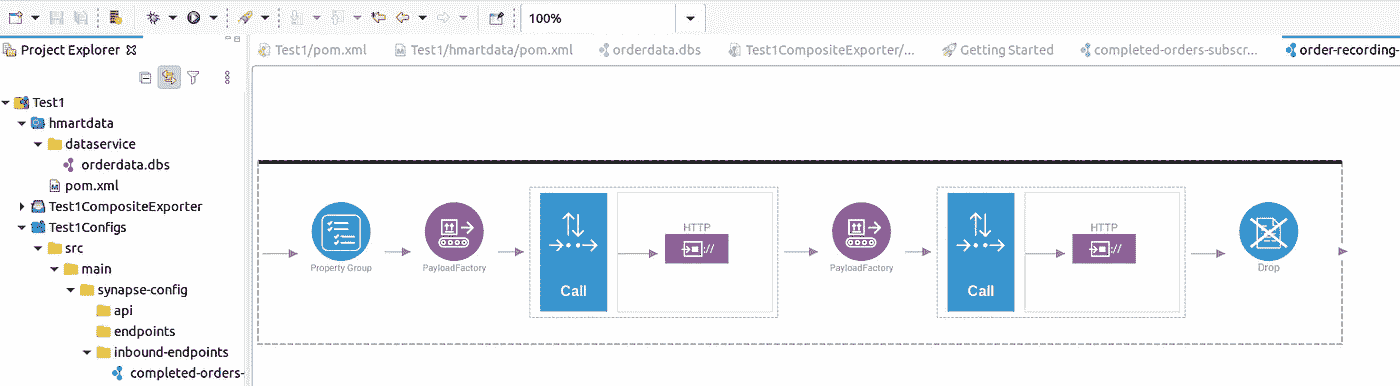 100%
Project Explorer
Test1/pom.xml
Test1/hmartdata/pom.xml
orderdata.dbs
Test1CompositeExporter/...
Getting Started
completed-orders-subscr...
order-recording-
Test1
hmartdata
dataservice
orderdata.dbs
pom.xml
Test1CompositeExporter
Test1Configs
src
main
synapse-config
api
endpoints
inbound-endpoints
completed-orders-
Property Group
PayloadFactory
Call
HTTP
://
PayloadFactory
Call
HTTP
://
Drop